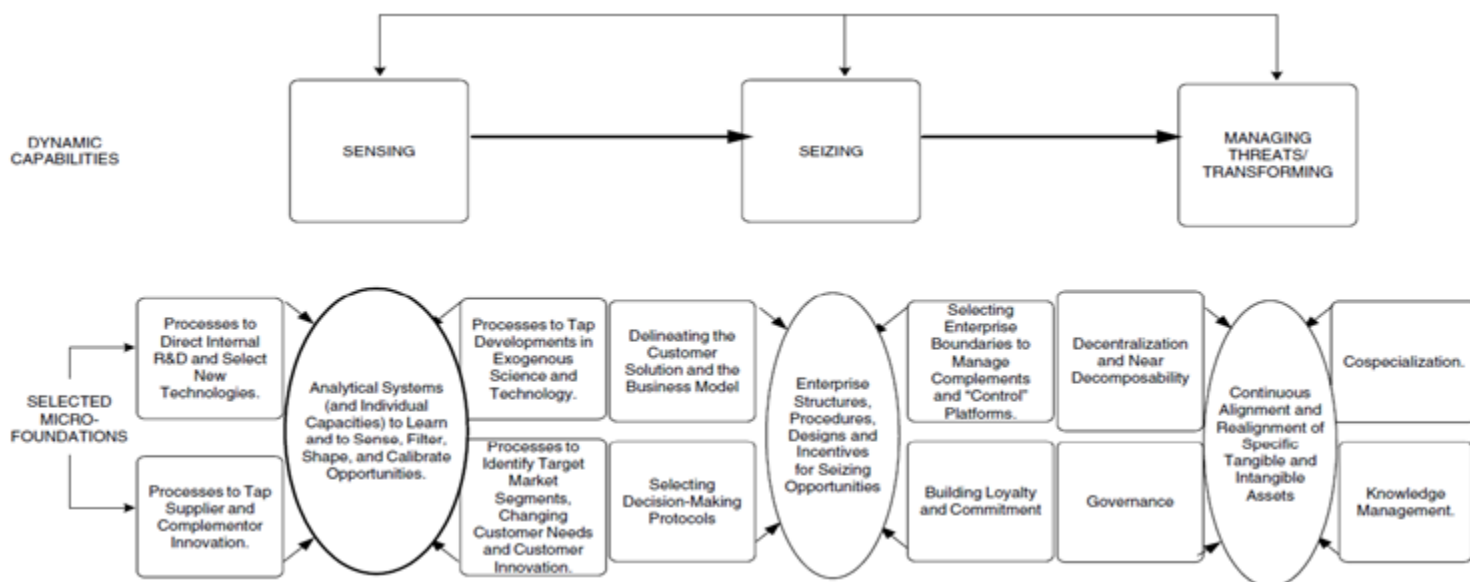 DYNAMIC
CAPABILITIES
SENSING
SEIZING
MANAGING
THREATS/
TRANSFORMING
SELECTED
MICRO-
FOUNDATIONS
Processes to
Direct Internal
R&D and Select
New
Technologies.
Processes to Tap
Supplier and
Complementor
Innovation.
Analytical Systems
(and Individual
Capacities) to Learn
and to Sense, Filter,
Shape, and Calibrate
Opportunities.
Processes to Tap
Developments in
Exogenous
Science and
Technology.
Processes to
Identify Target
Market
Segments,
Changing
Customer Needs
and Customer
Innovation.
Delineating the
Customer
Solution and the
Business Model
Selecting
Decision-Making
Protocols
Enterprise
Structures,
Procedures,
Designs and
Incentives
for Seizing
Opportunities
Selecting
Enterprise
Boundaries to
Manage
Complements
and "Control"
Platforms.
Building Loyalty
and Commitment
Decentralization
and Near
Decomposability
Governance
Continuous
Alignment and
Realignment of
Specific
Tangible and
Intangible
Assets
Cospecialization.
Knowledge
Management.